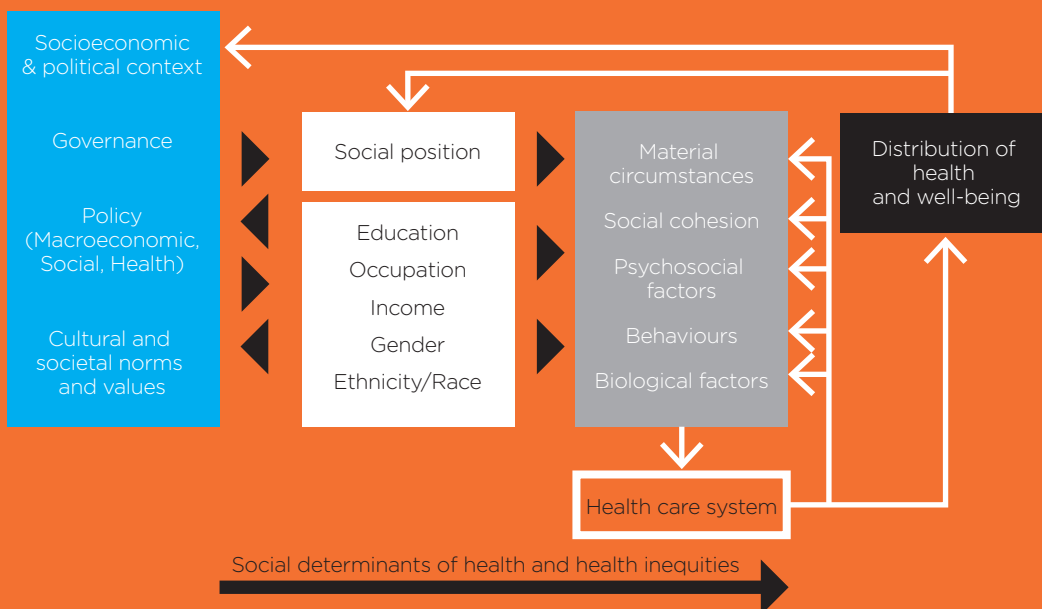 Socioeconomic
& political context
Governance
Policy
(Macroeconomic,
Social, Health)
Cultural and
societal norms
and values
Social position
Education
Occupation
Income
Gender
Ethnicity/Race
Material
circumstances
Social cohesion
Psychosocial
factors
Behaviours
Biological factors
Distribution of
health
and well-being
Health care system
Social determinants of health and health inequities